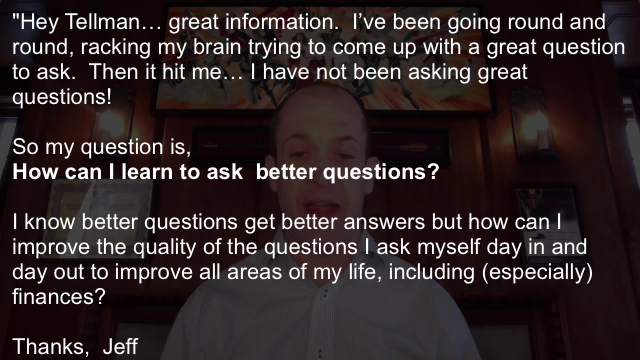 "Hey Tellman… great information.  I've been going round and
round, racking my brain trying to come up with a great question
to ask.  Then it hit me… I have not been asking great
questions!
So my question is,
How can I learn to ask  better questions?
I know better questions get better answers but how can I
improve the quality of the questions I ask myself day in and
day out to improve all areas of my life, including (especially)
finances?
Thanks,  Jeff